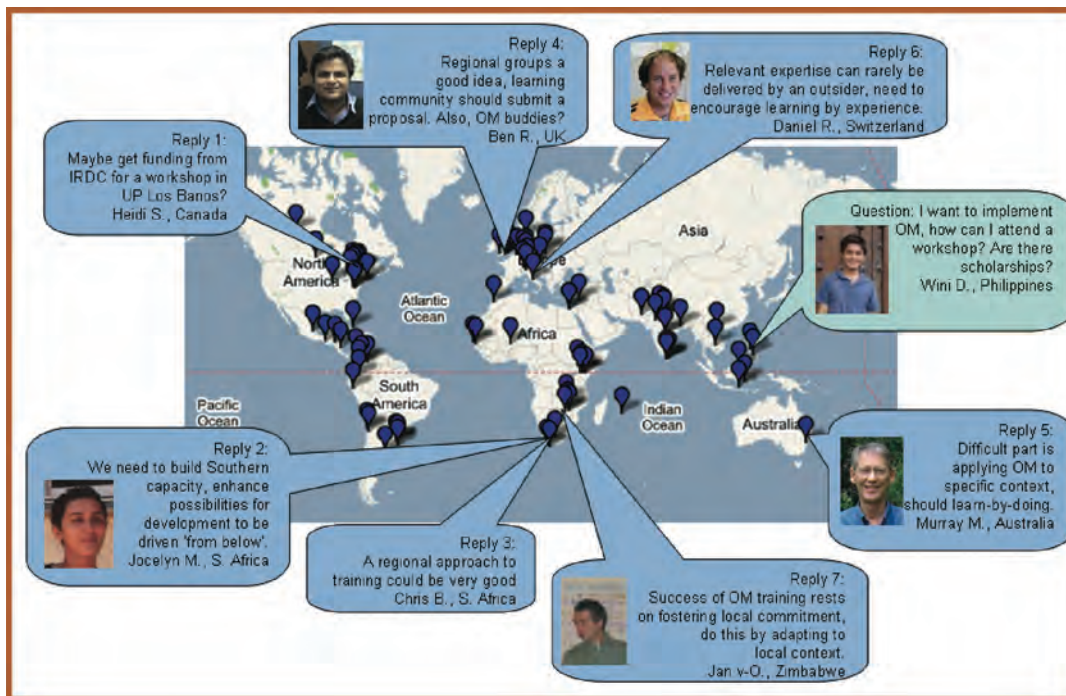 Reply 4:
Regional groups a
good idea, learning
community should submit a
proposal. Also, OM buddies?
Ben R., UK
Reply 6:
Relevant expertise can rarely be
delivered by an outsider, need to
encourage learning by experience.
Daniel R., Switzerland
Reply 1:
Maybe get funding from
IRDC for a workshop in
UP Los Banos?
Heidi S., Canada
Question: I want to implement
OM, how can I attend a
workshop? Are there
scholarships?
Wini D., Philippines
North
America
Atlantic
Ocean
Asia
Africa
South
America
Pacific
Ocean
Indian
Ocean
Australia
Reply 2:
We need to build Southern
capacity, enhance
possibilities for
development to be
driven 'from below'.
Jocelyn M., S. Africa
Reply 3:
A regional approach to
training could be very good
Chris B., S. Africa
Reply 5:
Difficult part is
applying OM to
specific context,
should learn-by-doing.
Murray M., Australia
Reply 7:
Success of OM training rests
on fostering local commitment,
do this by adapting to
local context.
Jan v-O., Zimbabwe